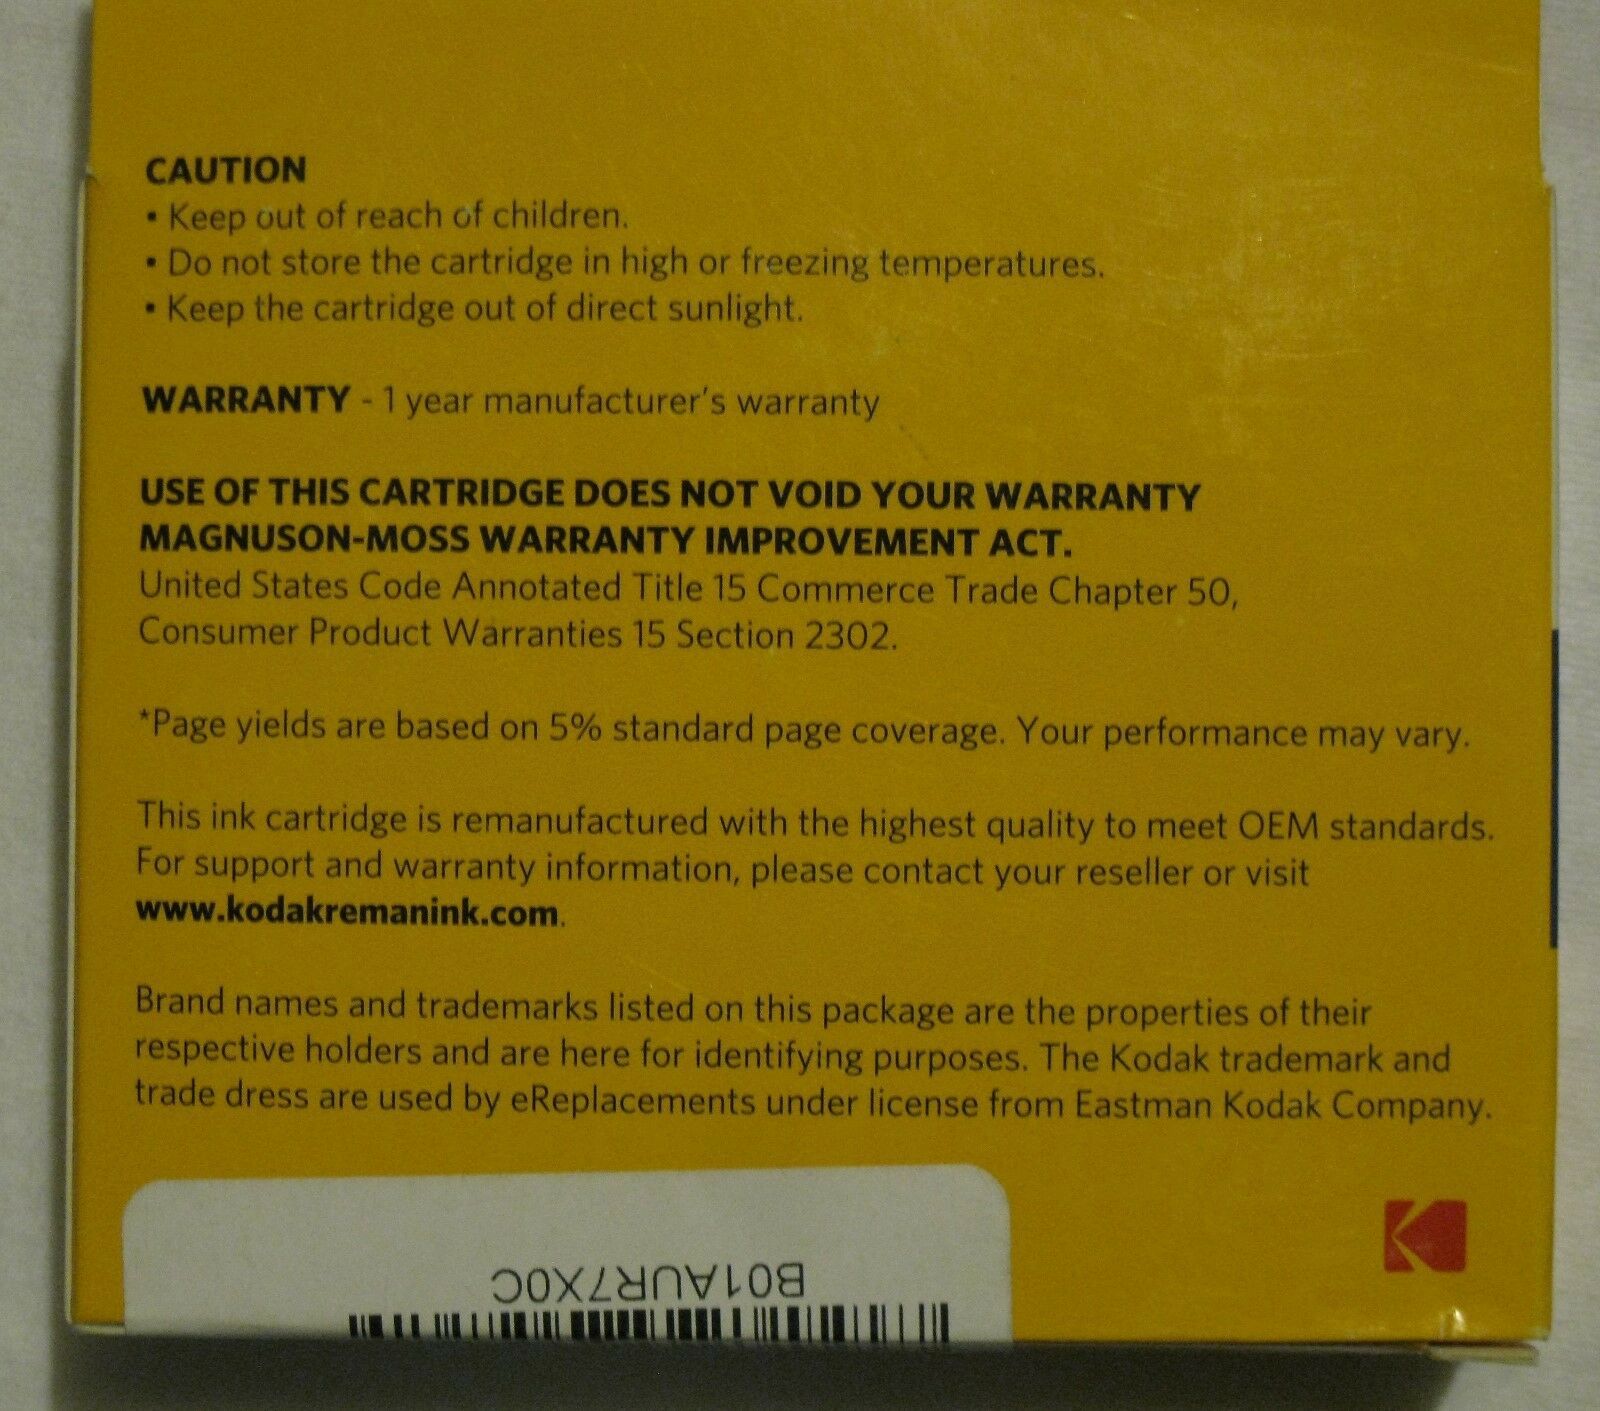 CAUTION
• Keep out of reach of children.
• Do not store the cartridge in high or freezing temperatures.
• Keep the cartridge out of direct sunlight.
WARRANTY - 1 year manufacturer's warranty
USE OF THIS CARTRIDGE DOES NOT VOID YOUR WARRANTY
MAGNUSON-MOSS WARRANTY IMPROVEMENT ACT.
United States Code Annotated Title 15 Commerce Trade Chapter 50,
Consumer Product Warranties 15 Section 2302.
*Page yields are based on 5% standard page coverage. Your performance may vary.
This ink cartridge is remanufactured with the highest quality to meet OEM standards.
For support and warranty information, please contact your reseller or visit
www.kodakremanink.com.
Brand names and trademarks listed on this package are the properties of their
respective holders and are here for identifying purposes. The Kodak trademark and
trade dress are used by eReplacements under license from Eastman Kodak Company.
B01AUR7X0C